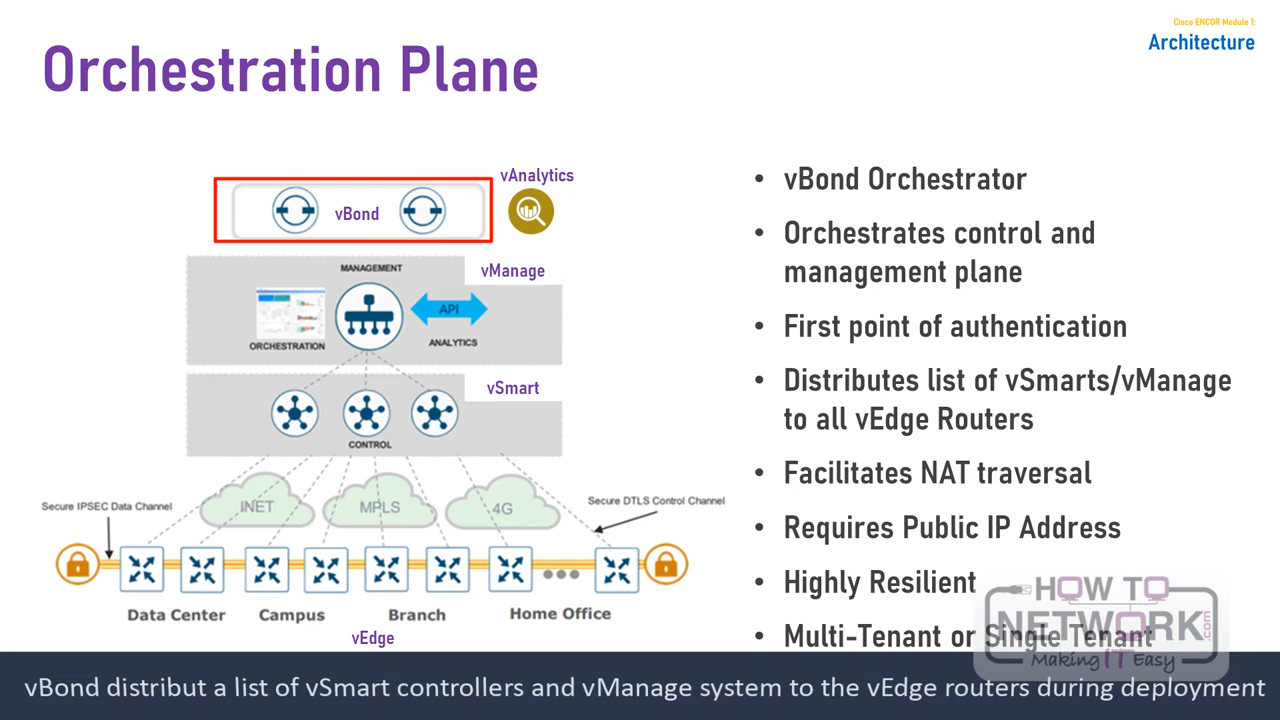 Cisco ENCOR Module 1:
Architecture
Orchestration Plane
vAnalytics
vBond
MANAGEMENT
vManage
API
ORCHESTRATION
ANALYTICS
vSmart
CONTROL
Secure IPSEC Data Channel
INET
MPLS
4G
Secure DTLS Control Channel
Data Center
Campus
Branch
Home Office
vEdge
• vBond Orchestrator
• Orchestrates control and
management plane
• First point of authentication
• Distributes list of vSmarts/vManage
to all vEdge Routers
• Facilitates NAT traversal
• Requires Public IP Address
• Highly Resilient
• Multi-Tenant or Single Tenant
HOW TO
NETWORK.com
Making IT Easy
vBond distribut a list of vSmart controllers and vManage system to the vEdge routers during deployment